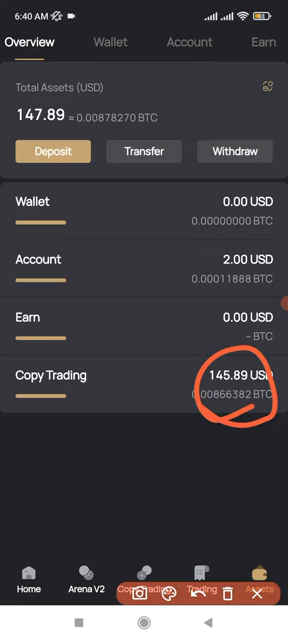 6:40 AM
Overview Wallet Account Earn
Total Assets (USD)
147.89 ≈ 0.00878270 BTC
Deposit Transfer Withdraw
Wallet 0.00 USD
0.00000000 BTC
Account 2.00 USD
0.00011888 BTC
Earn 0.00 USD
– BTC
Copy Trading 145.89 USD
0.00866382 BTC
Home Arena V2 Copy Trading Trading Assets